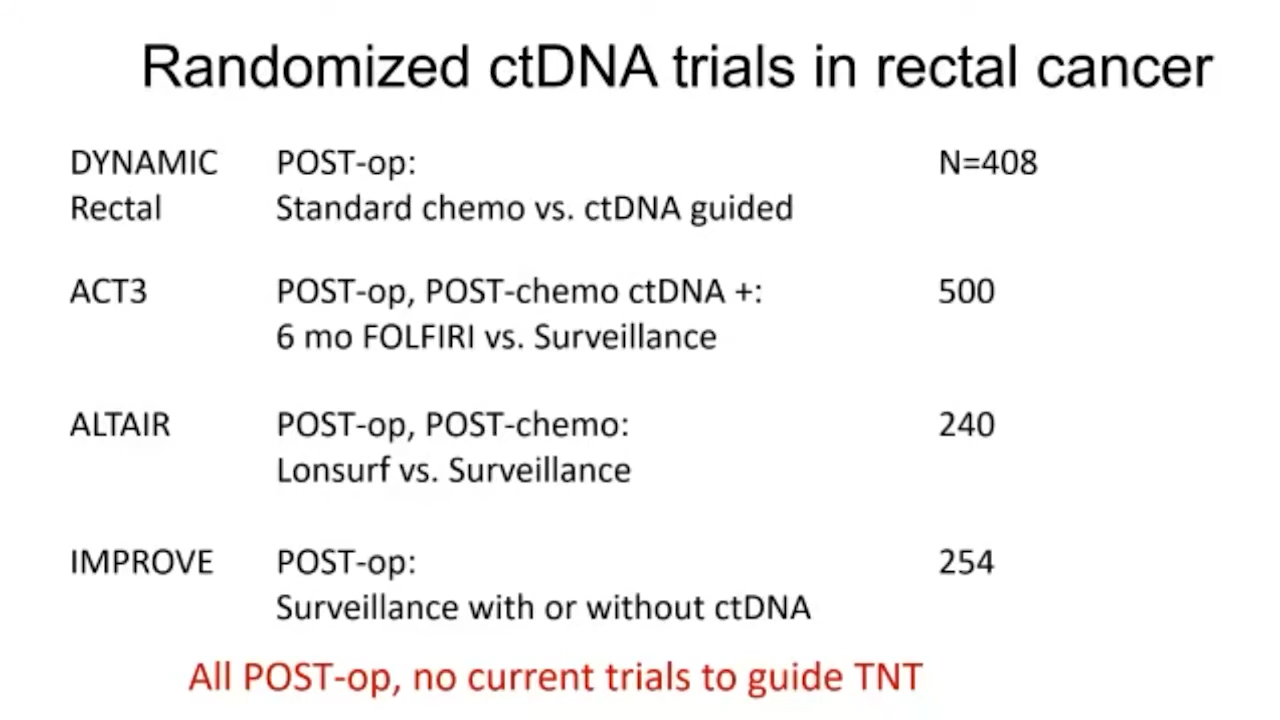 Randomized ctDNA trials in rectal cancer
DYNAMIC POST-op: N=408
Rectal Standard chemo vs. ctDNA guided
ACT3 POST-op, POST-chemo ctDNA +: 500
6 mo FOLFIRI vs. Surveillance
ALTAIR POST-op, POST-chemo: 240
Lonsurf vs. Surveillance
IMPROVE POST-op: 254
Surveillance with or without ctDNA
All POST-op, no current trials to guide TNT